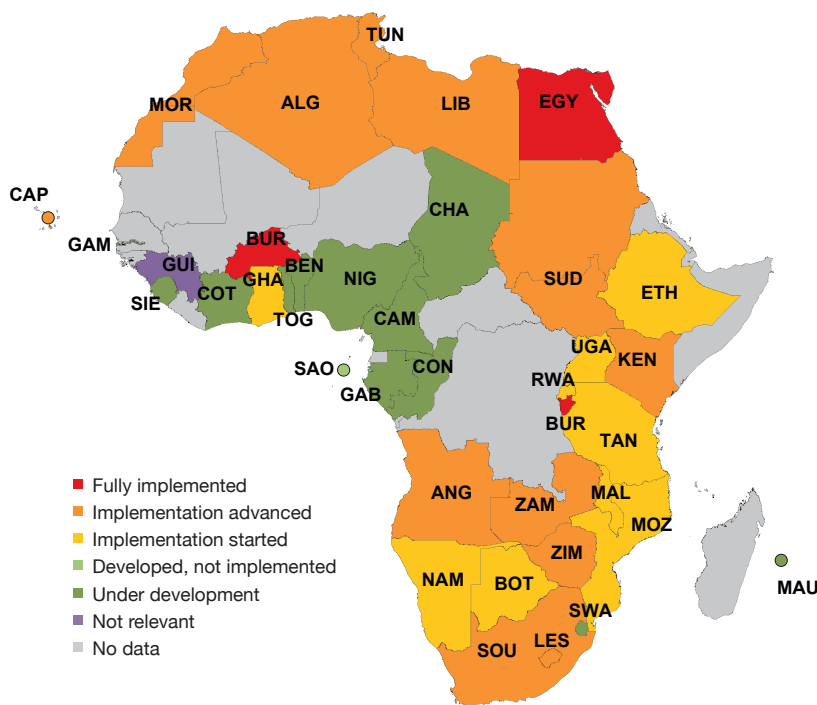 TUN
MOR
ALG
LIB
EGY
CAP
CHA
GAM
BUR
GUI
BEN
NIG
GHA
SUD
ETH
SIE
COT
TOG
CAM
UGA
KEN
SAO
CON
RWA
GAB
BUR
TAN
Fully implemented
Implementation advanced
Implementation started
Developed, not implemented
Under development
Not relevant
No data
ANG
ZAM
MAL
MOZ
ZIM
NAM
BOT
MAU
SWA
SOU
LES